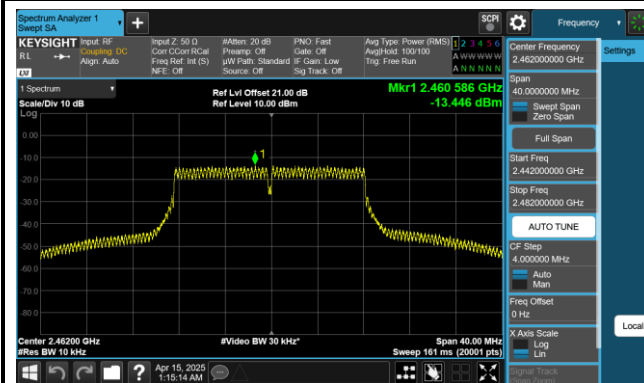 Spectrum Analyzer 1
Swept SA
SCPI
Frequency
KEYSIGHT
RL
LXI
Input: RF
Coupling: DC
Align: Auto
Input Z: 50 Ω
Corr CCorr RCal
Freq Ref: Int (S)
NFE: Off
#Atten: 20 dB
Preamp: Off
µW Path: Standard
Source: Off
PNO: Fast
Gate: Off
IF Gain: Low
Sig Track: Off
Avg Type: Power (RMS)
Avg|Hold: 100/100
Trig: Free Run
1 2 3 4 5 6
A W W W W W
A N N N N N
1 Spectrum
Scale/Div 10 dB
Log
Ref Lvl Offset 21.00 dB
Ref Level 10.00 dBm
Mkr1 2.460 586 GHz
-13.446 dBm
0.00
-10.0
-20.0
-30.0
-40.0
-50.0
-60.0
-70.0
-80.0
1
Center 2.46200 GHz
#Res BW 10 kHz
#Video BW 30 kHz*
Span 40.00 MHz
Sweep 161 ms (20001 pts)
Center Frequency
2.462000000 GHz
Span
40.0000000 MHz
Swept Span
Zero Span
Full Span
Start Freq
2.442000000 GHz
Stop Freq
2.482000000 GHz
AUTO TUNE
CF Step
4.000000 MHz
Auto
Man
Freq Offset
0 Hz
X Axis Scale
Log
Lin
Signal Track
(Span Zoom)
Settings
Local
Apr 15, 2025
1:15:14 AM